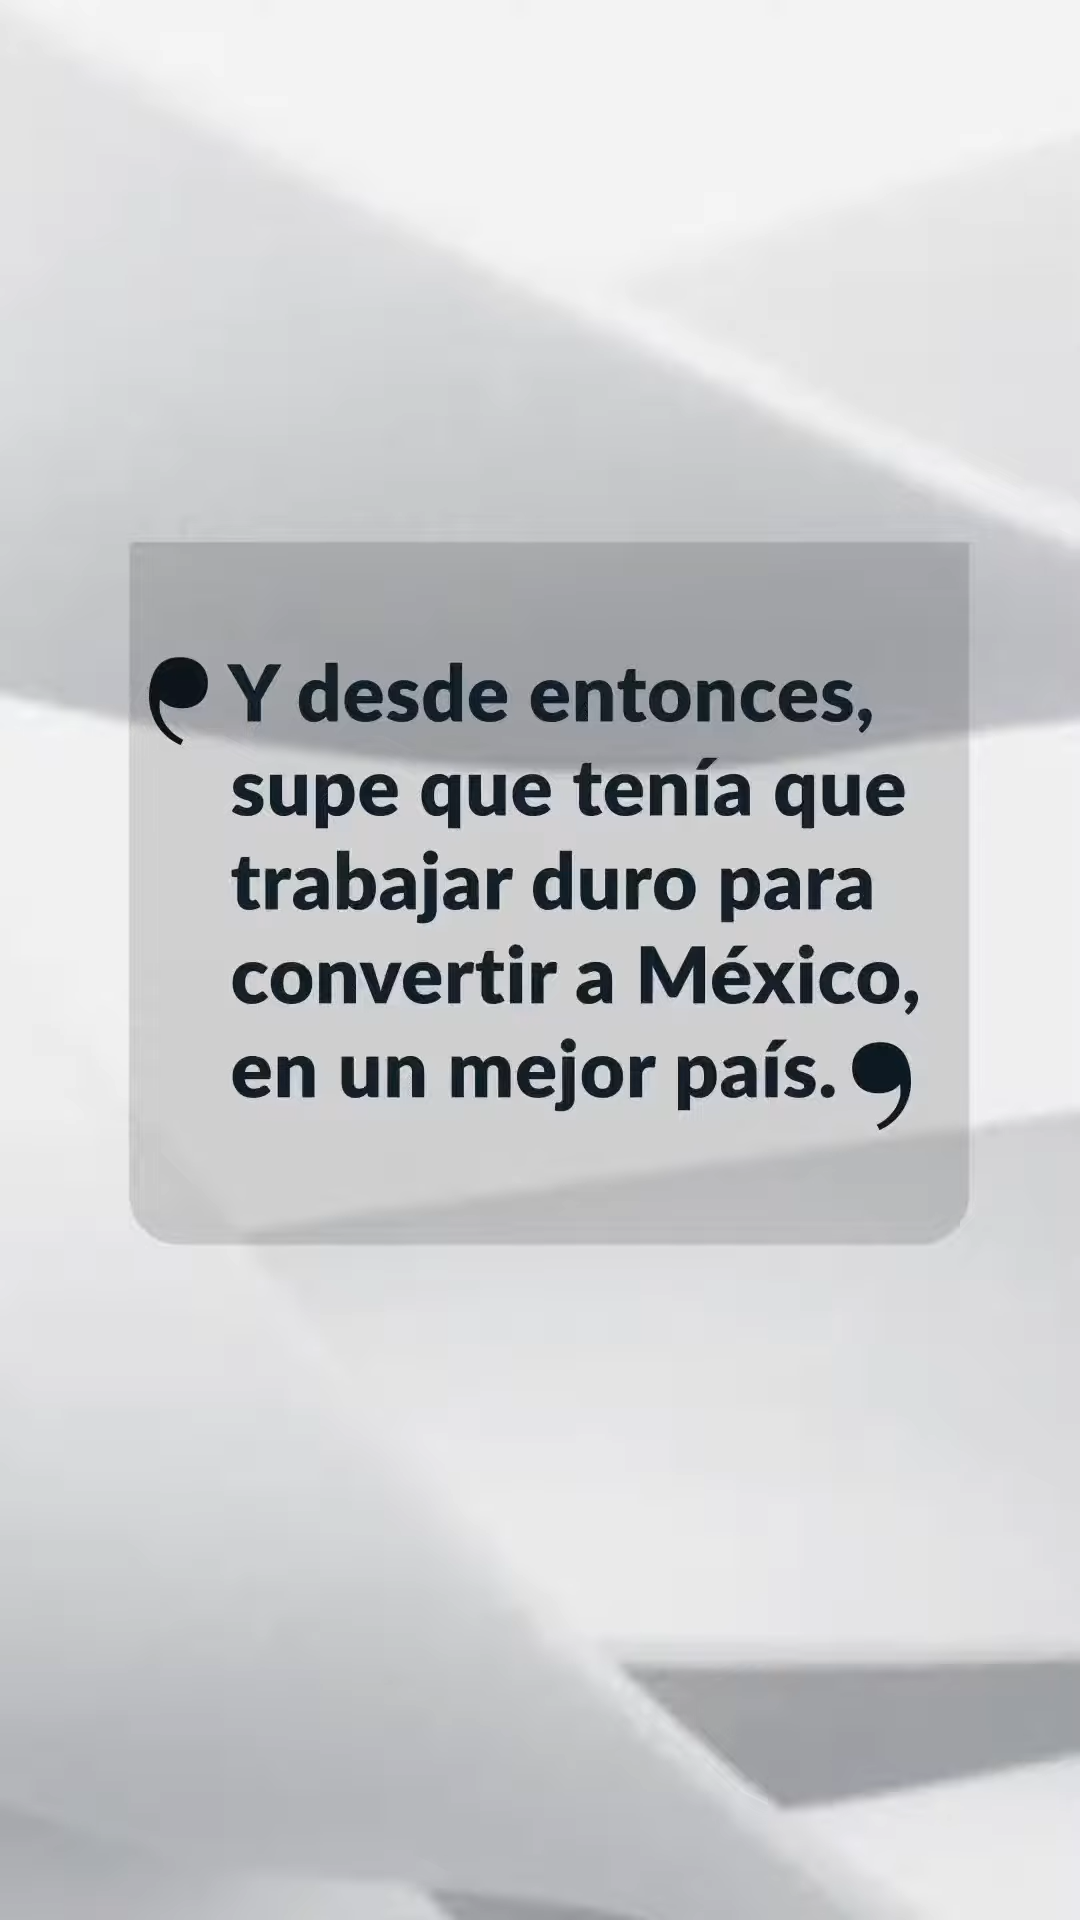 ❛Y desde entonces,
supe que tenía que
trabajar duro para
convertir a México,
en un mejor país.❜